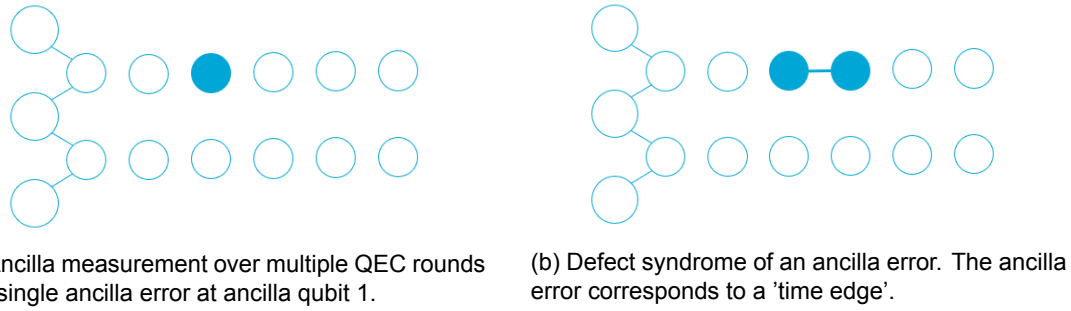 ncilla measurement over multiple QEC rounds
single ancilla error at ancilla qubit 1.
(b) Defect syndrome of an ancilla error. The ancilla
error corresponds to a ’time edge’.